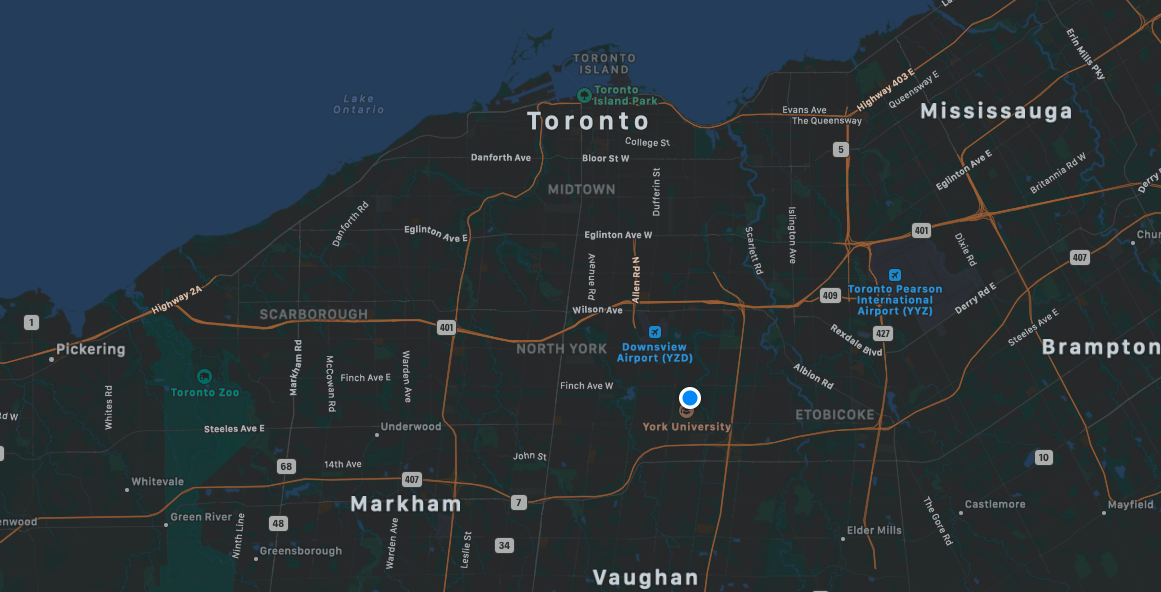 La
Erin Mills Pky
TORONTO
ISLAND
Toronto
Island Park
Lake
Ontario
Highway 403 E
Queensway E
Evans Ave
The Queensway
Mississauga
Toronto
College St
5
Danforth Ave
Bloor St W
Eglinton Ave E
Britannia Rd W
Derry
MIDTOWN
Dufferin St
Danforth Rd
Eglinton Ave E
Eglinton Ave W
Islington Ave
Scarlett Rd
401
Dixie Rd
Chur
407
Avenue Rd
Allen Rd N
Toronto Pearson
International
Airport (YYZ)
409
Derry Rd E
Highway 2A
SCARBOROUGH
Wilson Ave
1
401
427
Steeles Ave E
Rexdale Blvd
Pickering
NORTH YORK
Downsview
Airport (YZD)
Brampton
Markham Rd
McCowan Rd
Warden Ave
Finch Ave E
Finch Ave W
Albion Rd
Toronto Zoo
Whites Rd
Rd W
ETOBICOKE
Steeles Ave E
Underwood
York University
John St
10
68
14th Ave
407
Whitevale
7
Markham
Castlemore
Mayfield
enwood
Green River
48
Ninth Line
Warden Ave
Leslie St
The Gore Rd
Elder Mills
34
Greensborough
Vaughan